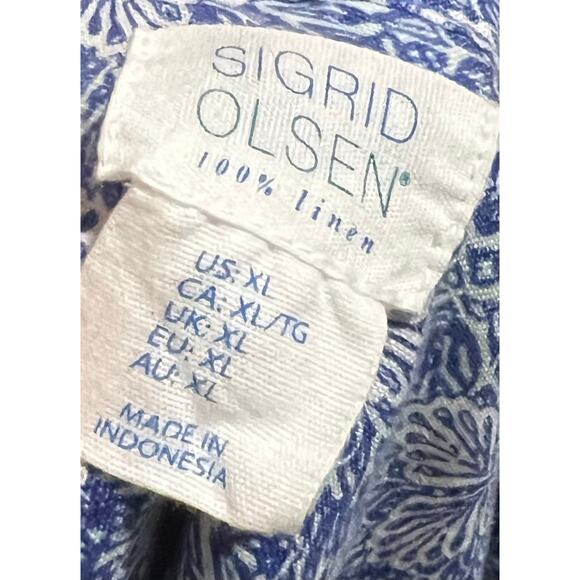 SIGRID
OLSEN®
100% linen
US: XL
CA: XL/TG
UK: XL
EU: XL
AU: XL
MADE IN
INDONESIA